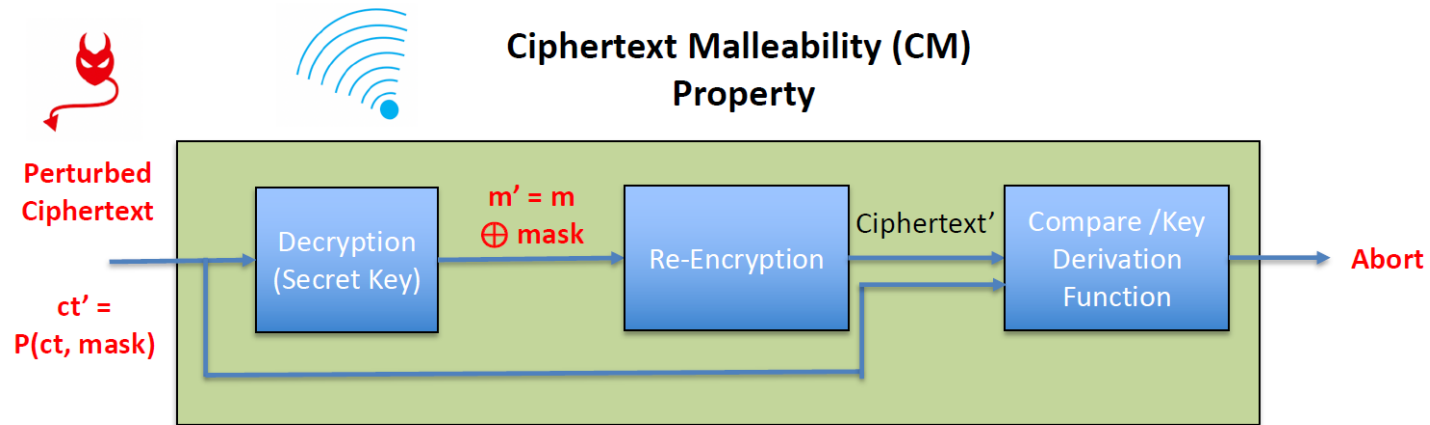 Ciphertext Malleability (CM)
Property
Perturbed
Ciphertext
ct’ =
P(ct, mask)
Decryption
(Secret Key)
m’ = m
⊕ mask
Re-Encryption
Ciphertext’
Compare /Key
Derivation
Function
Abort